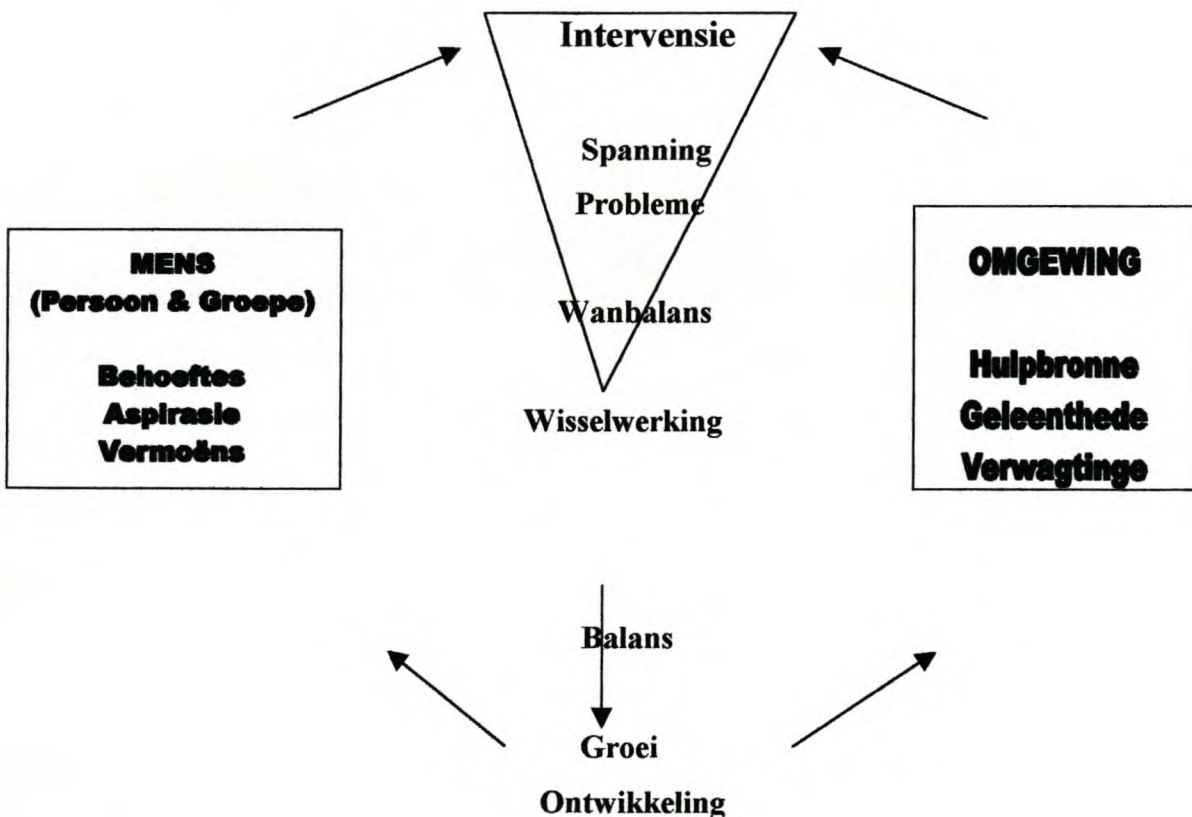 Intervensie
Spanning
Probleme
Wanbalans
Wisselwerking
MENS
(Persoon & Groepe)
Behoeftes
Aspirasie
Vermoëns
OMGEWING
Hulpbronne
Geleenthede
Verwagtinge
Balans
Groei
Ontwikkeling